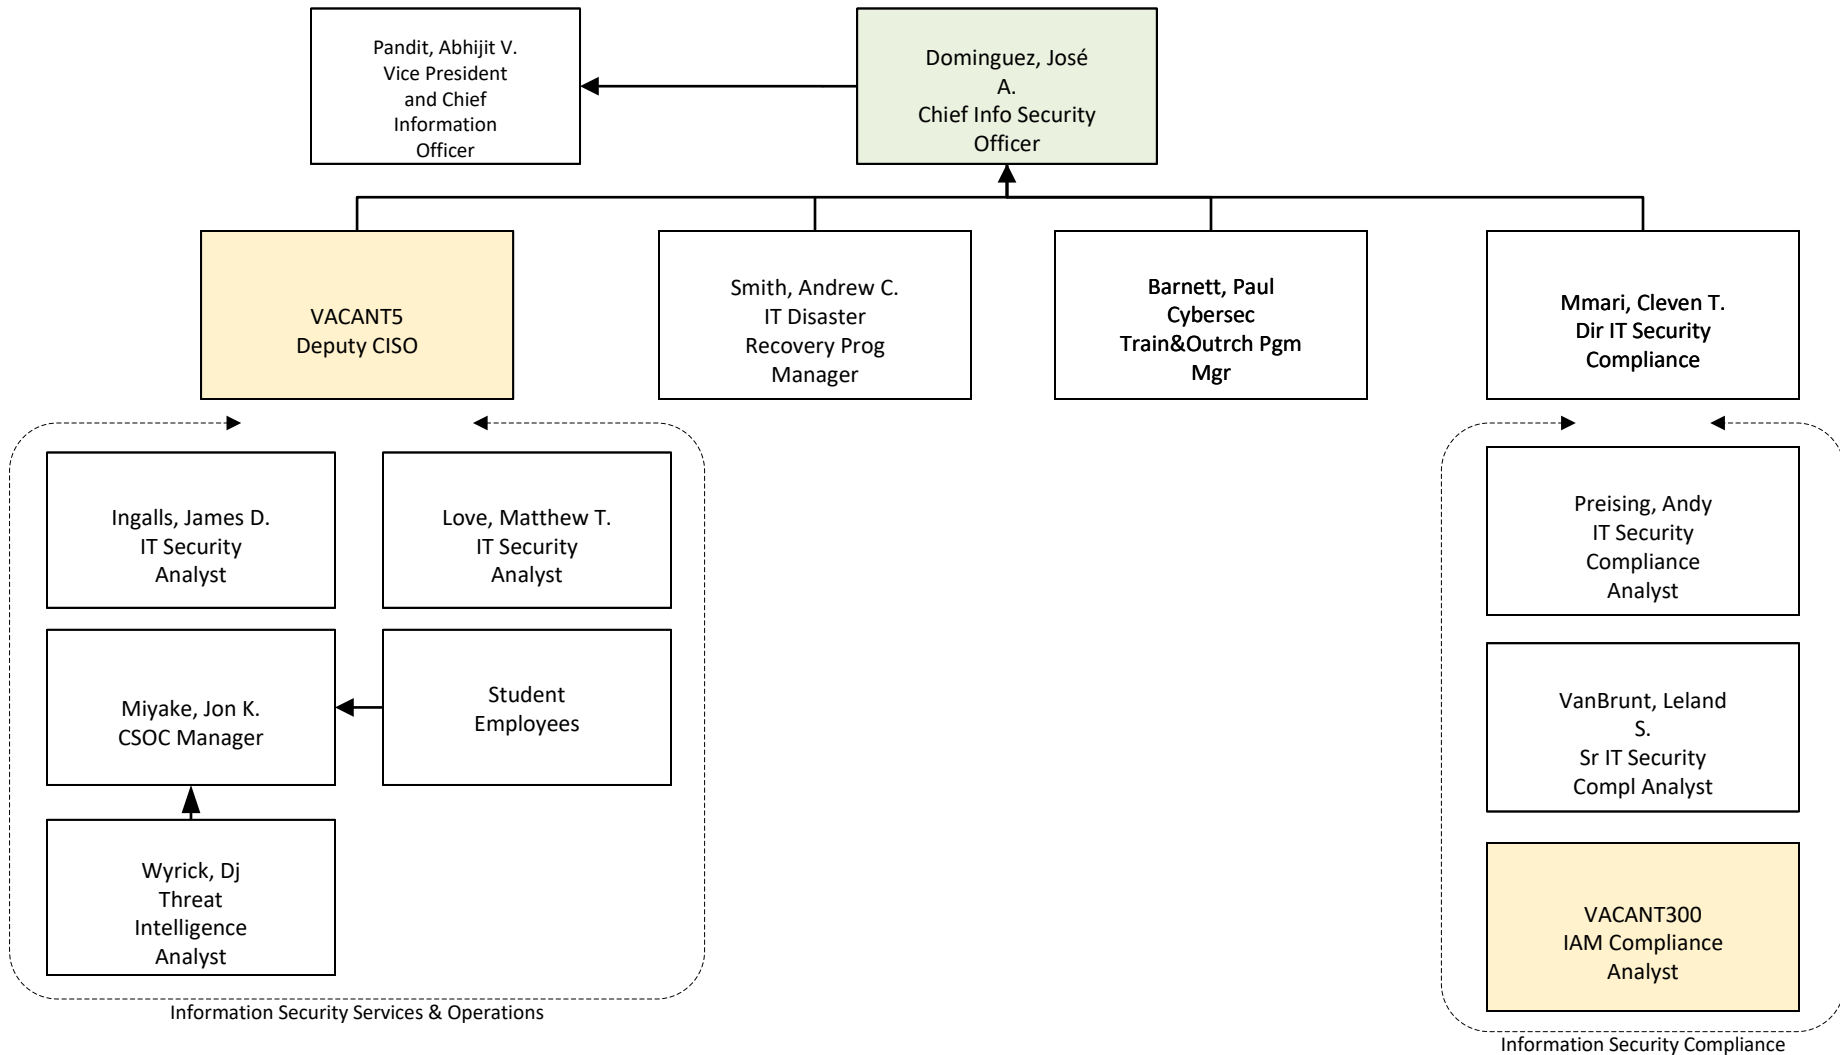 Pandit, Abhijit V.
Vice President
and Chief
Information
Officer
Dominguez, José
A.
Chief Info Security
Officer
VACANT5
Deputy CISO
Smith, Andrew C.
IT Disaster
Recovery Prog
Manager
Barnett, Paul
Cybersec
Train&Outrch Pgm
Mgr
Mmari, Cleven T.
Dir IT Security
Compliance
Ingalls, James D.
IT Security
Analyst
Love, Matthew T.
IT Security
Analyst
Miyake, Jon K.
CSOC Manager
Student
Employees
Wyrick, Dj
Threat
Intelligence
Analyst
Information Security Services & Operations
Preising, Andy
IT Security
Compliance
Analyst
VanBrunt, Leland
S.
Sr IT Security
Compl Analyst
VACANT300
IAM Compliance
Analyst
Information Security Compliance